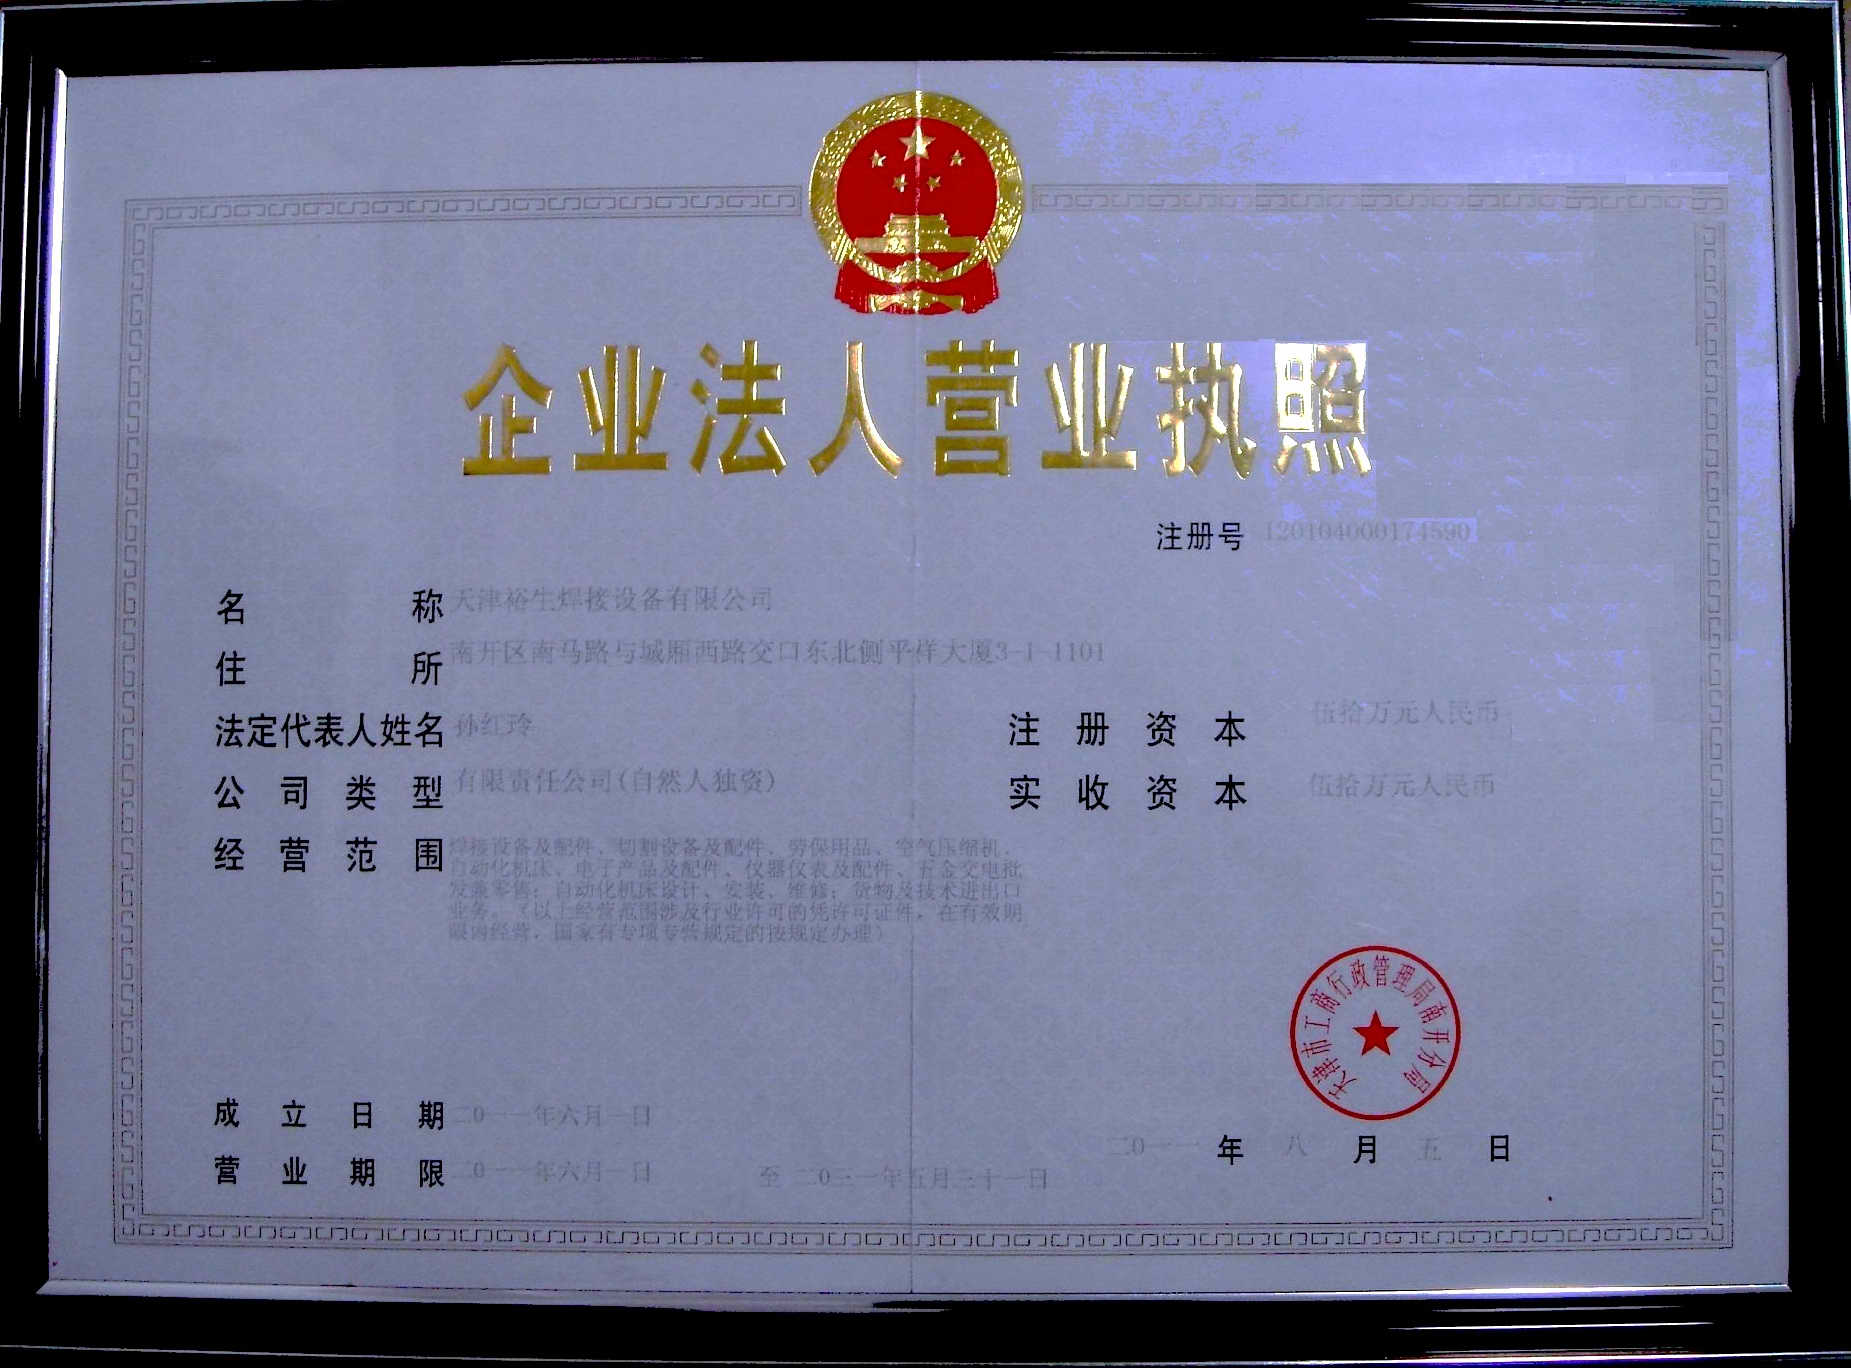 企业法人营业执照
注册号 120104000174590
名称 天津裕生焊接设备有限公司
住所 南开区南马路与城厢西路交口东北侧平祥大厦3-1-1101
法定代表人姓名 孙红玲
注册资本 伍拾万元人民币
公司类型 有限责任公司(自然人独资)
实收资本 伍拾万元人民币
经营范围 焊接设备及配件、切割设备及配件、劳保用品、空气压缩机、
自动化机床、电子产品及配件、仪器仪表及配件、五金交电批
发兼零售；自动化机床设计、安装、维修；货物及技术进出口
业务。（以上经营范围涉及行业许可的凭许可证件，在有效期
限内经营，国家有专项专营规定的按规定办理）
天津市工商行政管理局南开分局
成立日期 二0一一年六月一日
二0一一年八月五日
营业期限 二0一一年六月一日 至 二0三一年五月三十一日